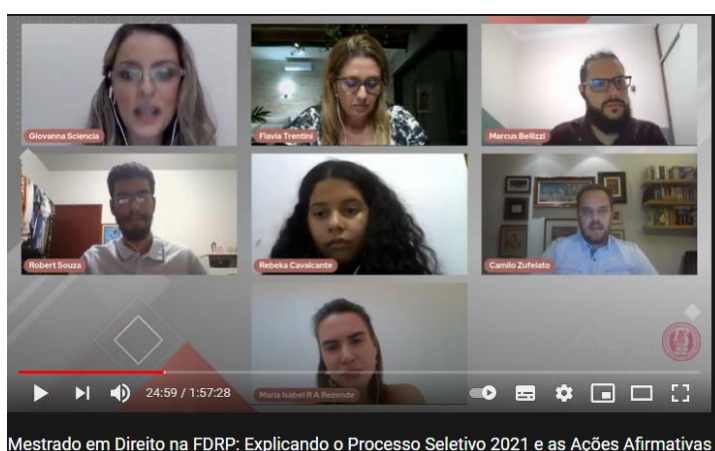 Giovanna Sciencia
Flavia Trentini
Marcus Bellizzi
Robert Souza
Rebeka Cavalcante
Camilo Zufelato
Maria Isabel R A Rezende
24:59 / 1:57:28
Mestrado em Direito na FDRP: Explicando o Processo Seletivo 2021 e as Ações Afirmativas